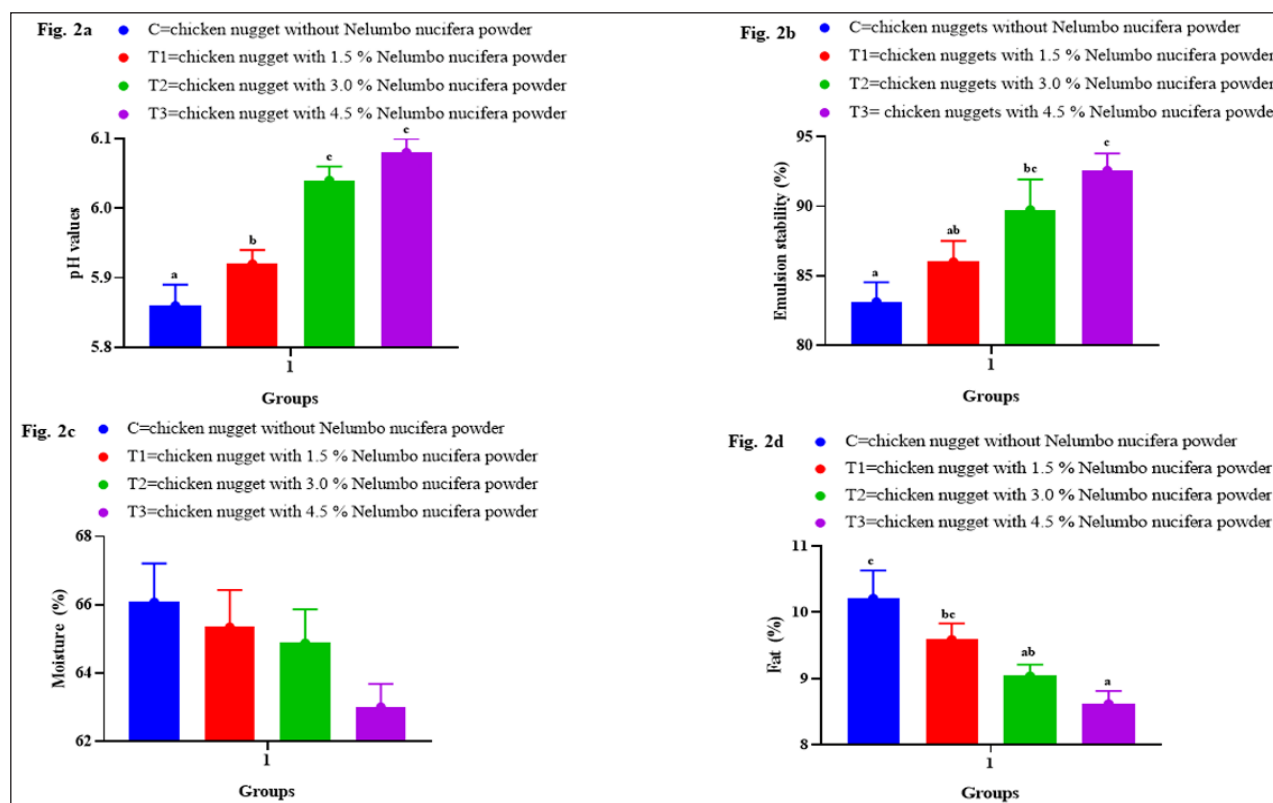 Fig. 2a
C=chicken nugget without Nelumbo nucifera powder
T1=chicken nugget with 1.5 % Nelumbo nucifera powder
T2=chicken nugget with 3.0 % Nelumbo nucifera powder
T3=chicken nugget with 4.5 % Nelumbo nucifera powder
6.1
6.0
5.9
5.8
pH values
a
b
c
c
1
Groups
Fig. 2b
C=chicken nuggets without Nelumbo nucifera powder
T1=chicken nuggets with 1.5 % Nelumbo nucifera powder
T2=chicken nuggets with 3.0 % Nelumbo nucifera powder
T3= chicken nuggets with 4.5 % Nelumbo nucifera powde
95
90
85
80
Emulsion stability (%)
a
ab
bc
c
1
Groups
Fig. 2c
C=chicken nugget without Nelumbo nucifera powder
T1=chicken nugget with 1.5 % Nelumbo nucifera powder
T2=chicken nugget with 3.0 % Nelumbo nucifera powder
T3=chicken nugget with 4.5 % Nelumbo nucifera powder
68
66
64
62
Moisture (%)
1
Groups
Fig. 2d
C=chicken nugget without Nelumbo nucifera powder
T1=chicken nugget with 1.5 % Nelumbo nucifera powder
T2=chicken nugget with 3.0 % Nelumbo nucifera powder
T3=chicken nugget with 4.5 % Nelumbo nucifera powder
11
10
9
8
Fat (%)
c
bc
ab
a
1
Groups